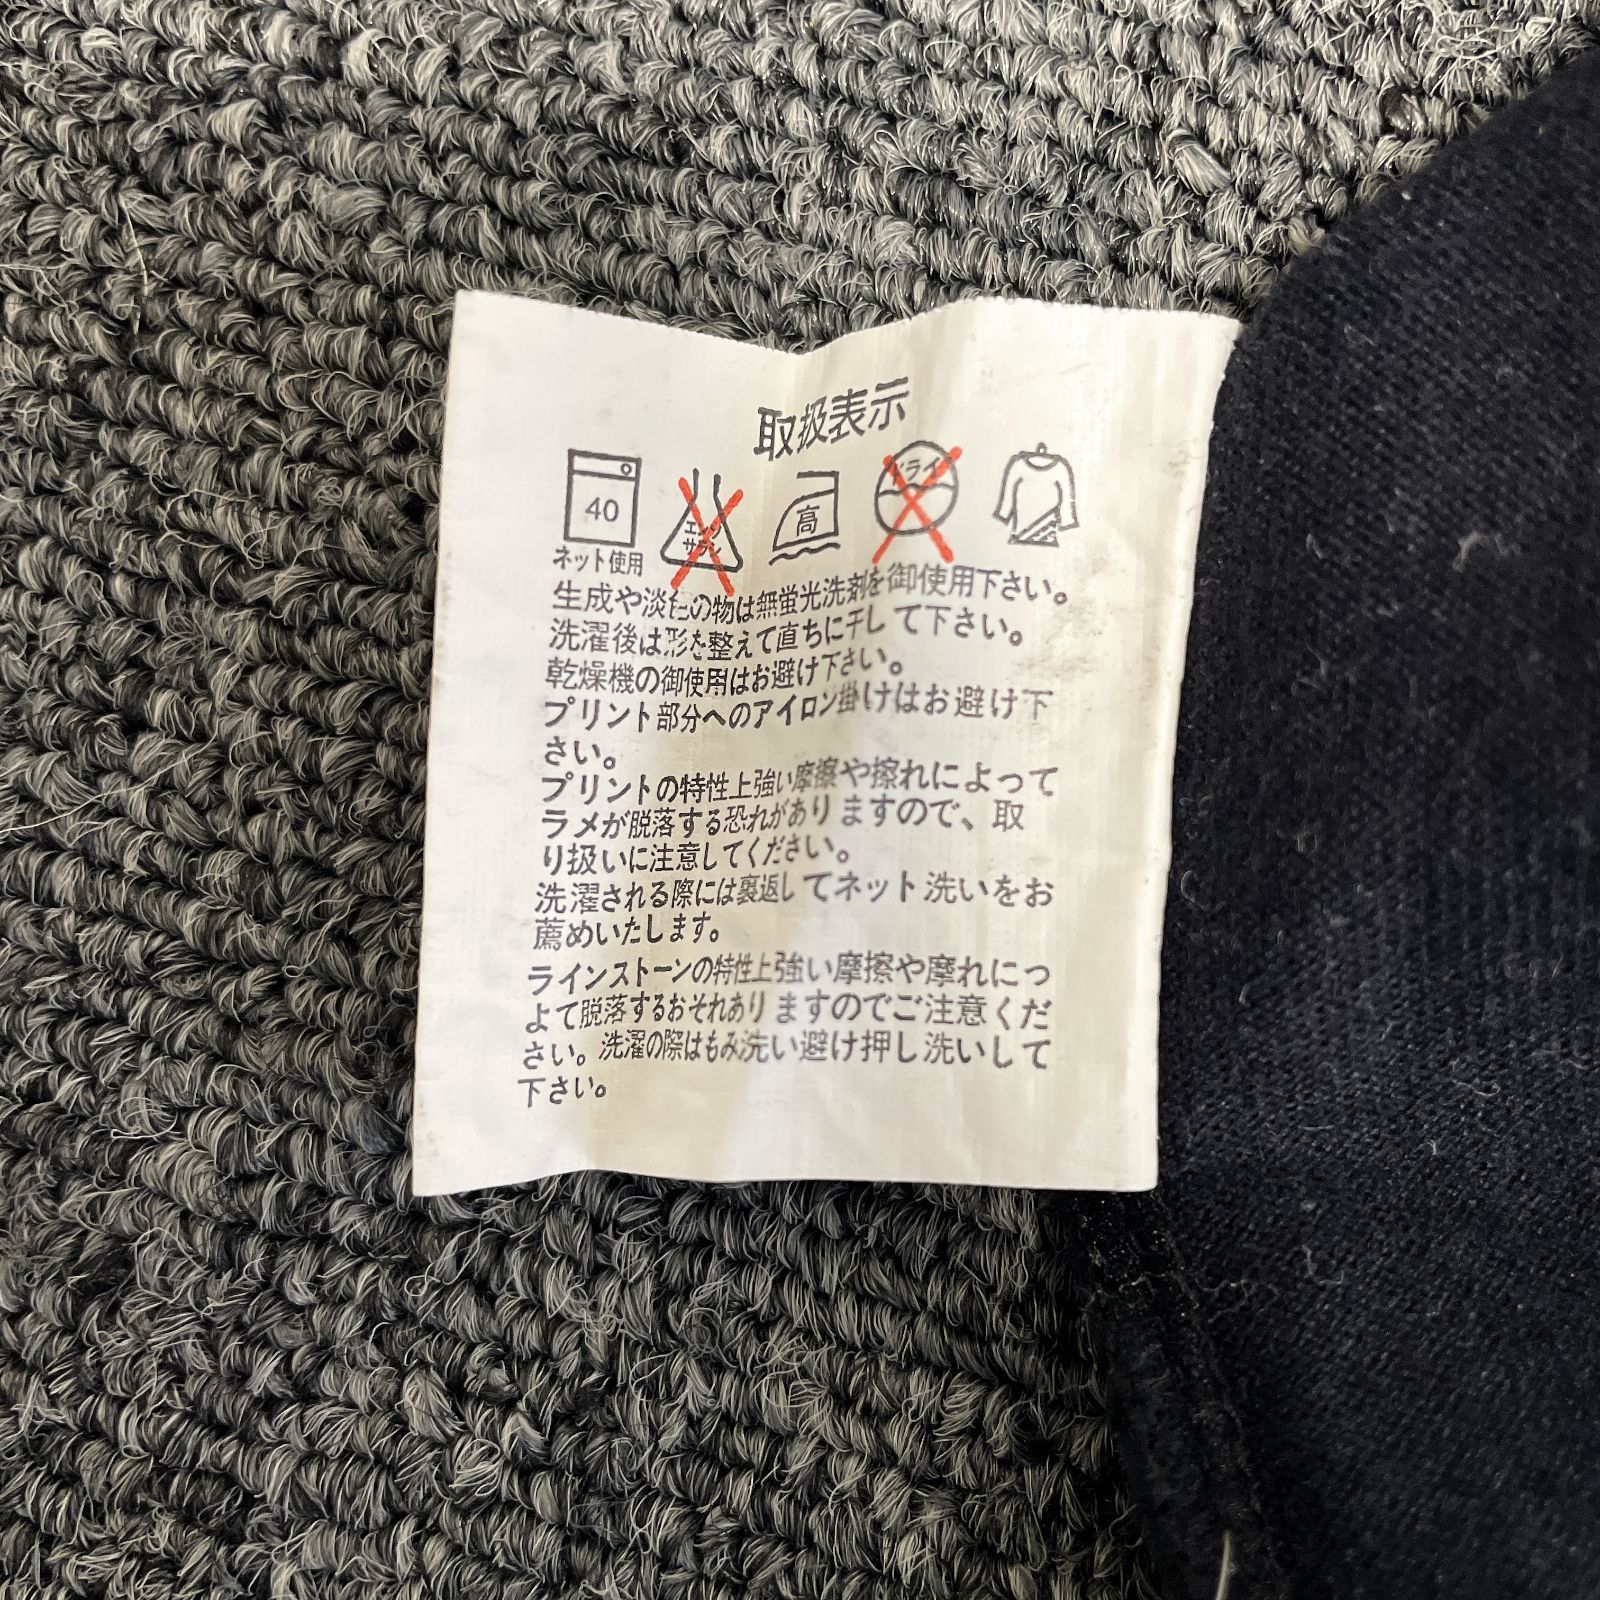 取扱表示
40
エンソ
サラシ
高
ドライ
ネット使用
生成や淡色の物は無蛍光洗剤を御使用下さい。
洗濯後は形を整えて直ちに干して下さい。
乾燥機の御使用はお避け下さい。
プリント部分へのアイロン掛けはお避け下
さい。
プリントの特性上強い摩擦や擦れによって
ラメが脱落する恐れがありますので、取
り扱いに注意してください。
洗濯される際には裏返してネット洗いをお
薦めいたします。
ラインストーンの特性上強い摩擦や摩れにつ
よて脱落するおそれありますのでご注意くだ
さい。洗濯の際はもみ洗い避け押し洗いして
下さい。